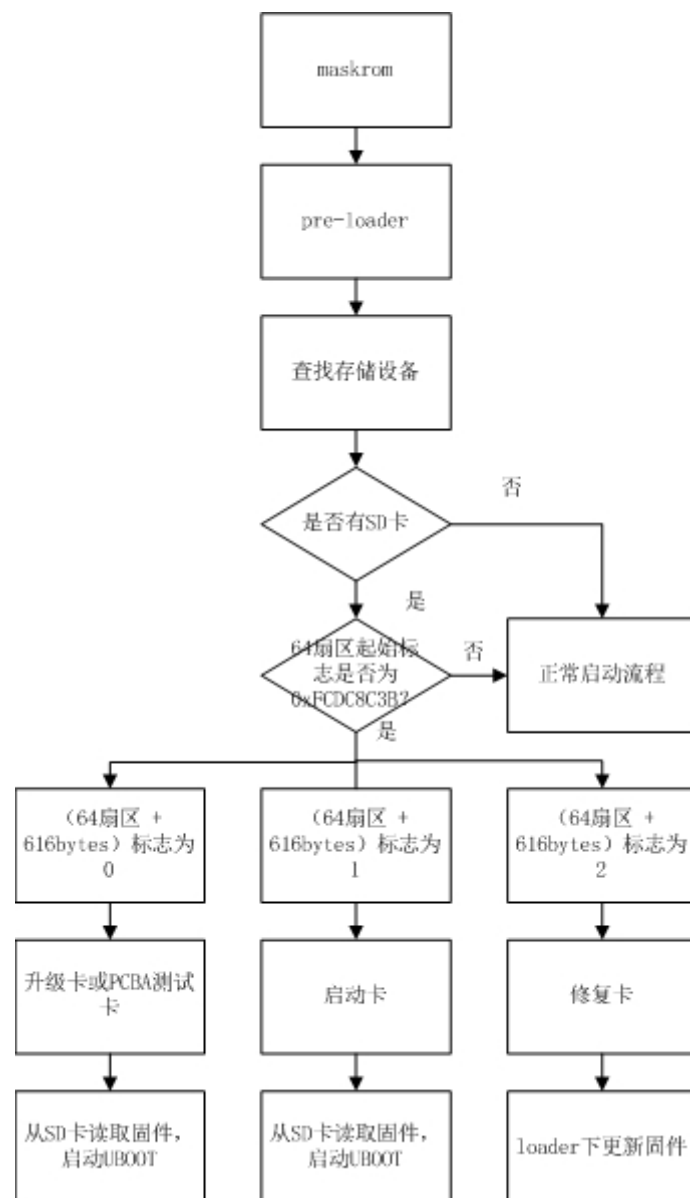 maskrom
pre-loader
查找存储设备
是否有SD卡
否
是
64扇区起始标
志是否为
0xFCDC8C3B?
否
正常启动流程
是
（64扇区 +
616bytes）标志为
0
（64扇区 +
616bytes）标志为
1
（64扇区 +
616bytes）标志为
2
升级卡或PCBA测试
卡
启动卡
修复卡
从SD卡读取固件，
启动UBOOT
从SD卡读取固件，
启动UBOOT
loader下更新固件